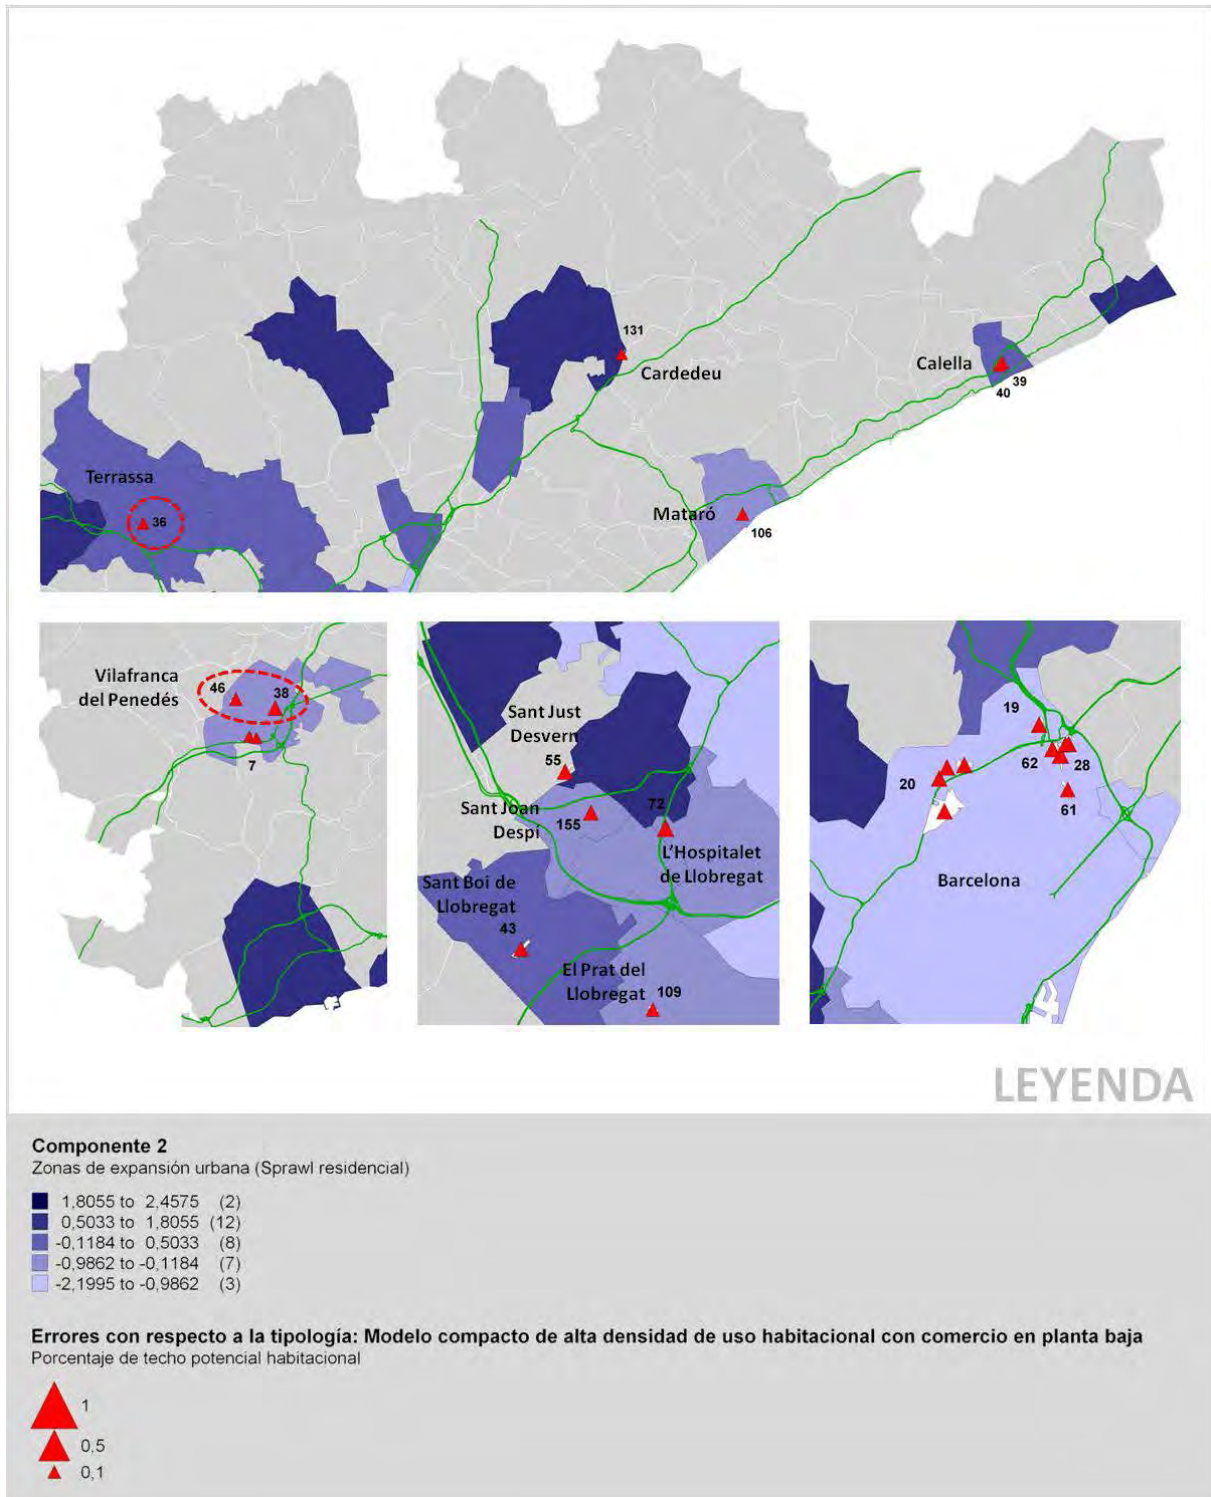 131
Cardedeu
Calella
39
40
Terrassa
36
Mataró
106
Vilafranca
del Penedés
46
38
7
Sant Just
Desvern
55
Sant Joan
Despí
155
72
L'Hospitalet
de Llobregat
Sant Boi de
Llobregat
43
El Prat del
Llobregat
109
19
62
28
20
61
Barcelona
LEYENDA
Componente 2
Zonas de expansión urbana (Sprawl residencial)
1,8055 to 2,4575 (2)
0,5033 to 1,8055 (12)
-0,1184 to 0,5033 (8)
-0,9862 to -0,1184 (7)
-2,1995 to -0,9862 (3)
Errores con respecto a la tipología: Modelo compacto de alta densidad de uso habitacional con comercio en planta baja
Porcentaje de techo potencial habitacional
1
0,5
0,1